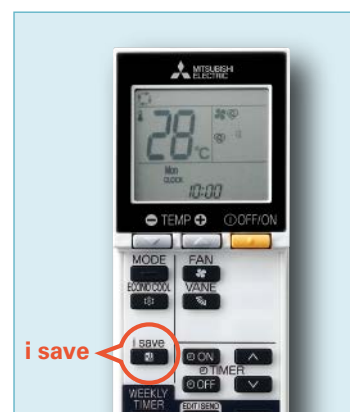 MITSUBISHI
ELECTRIC
28°C
Mon
CLOCK
10:00
TEMP
OFF/ON
MODE
FAN
ECONO COOL
VANE
i save
i save
ON
TIMER
OFF
WEEKLY
TIMER
EDIT/SEND